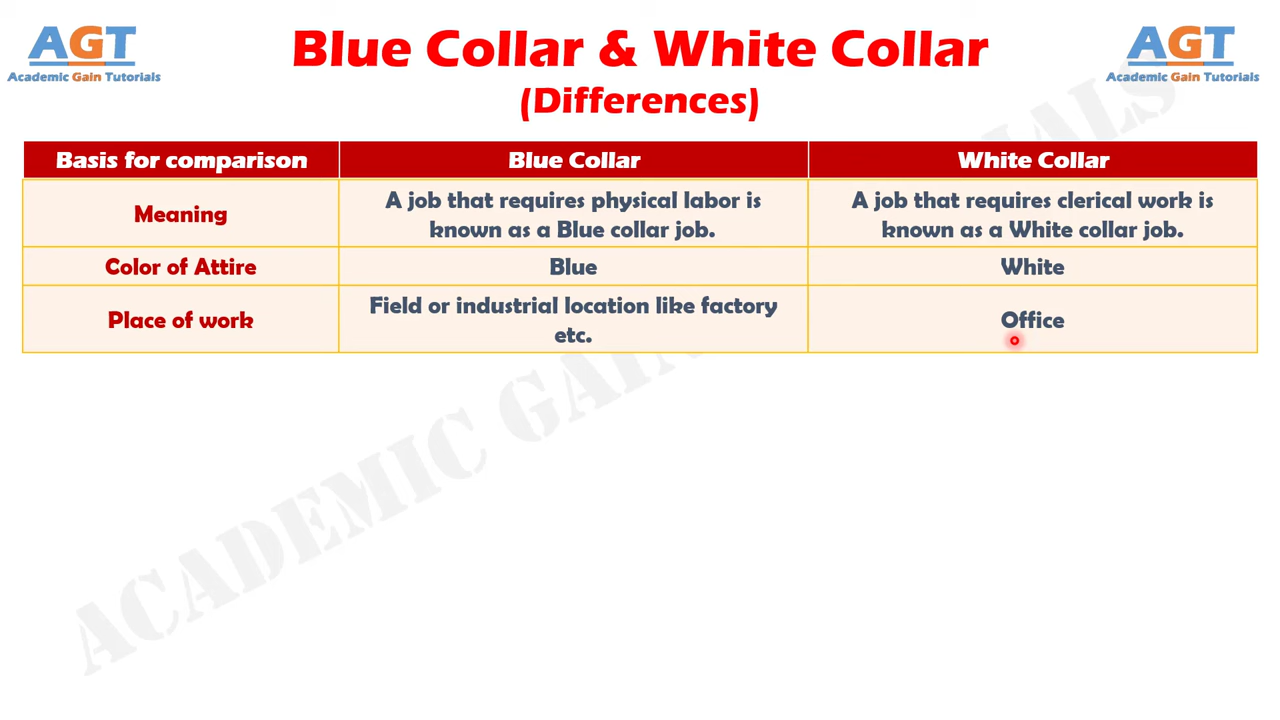 AGT
Academic Gain Tutorials
Blue Collar & White Collar
(Differences)
AGT
Academic Gain Tutorials
Basis for comparison Blue Collar White Collar
Meaning
A job that requires physical labor is
known as a Blue collar job.
A job that requires clerical work is
known as a White collar job.
Color of Attire Blue White
Place of work
Field or industrial location like factory
etc.
Office
ACADEMIC GAIN